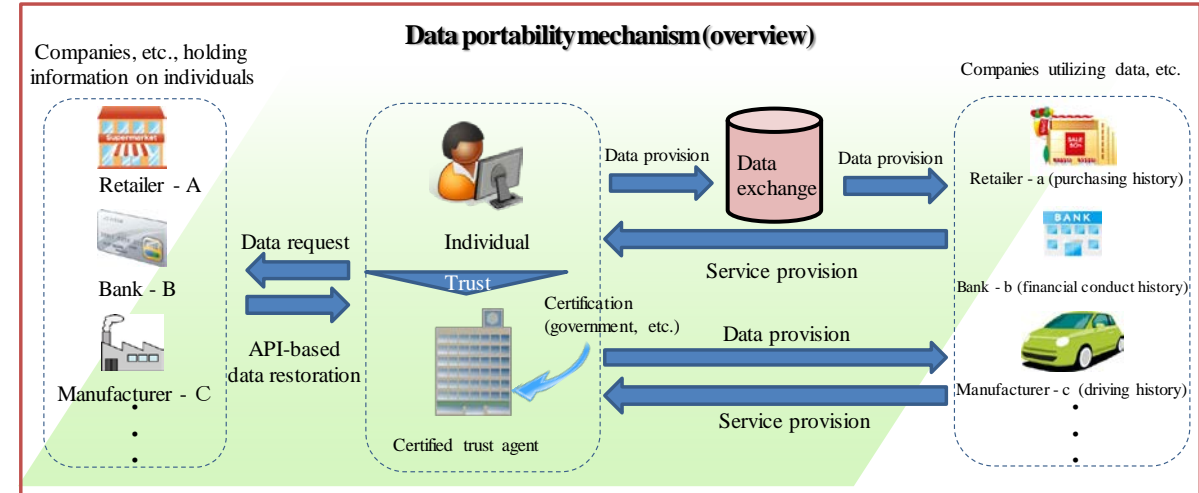 Data portability mechanism (overview)
Companies, etc., holding
information on individuals
Supermarket
Retailer - A
Bank - B
Manufacturer - C
Data request
API-based
data restoration
Individual
Trust
Certification
(government, etc.)
Certified trust agent
Data provision
Data
exchange
Data provision
Service provision
Data provision
Service provision
Companies utilizing data, etc.
SALE
Retailer - a (purchasing history)
BANK
Bank - b (financial conduct history)
Manufacturer - c (driving history)